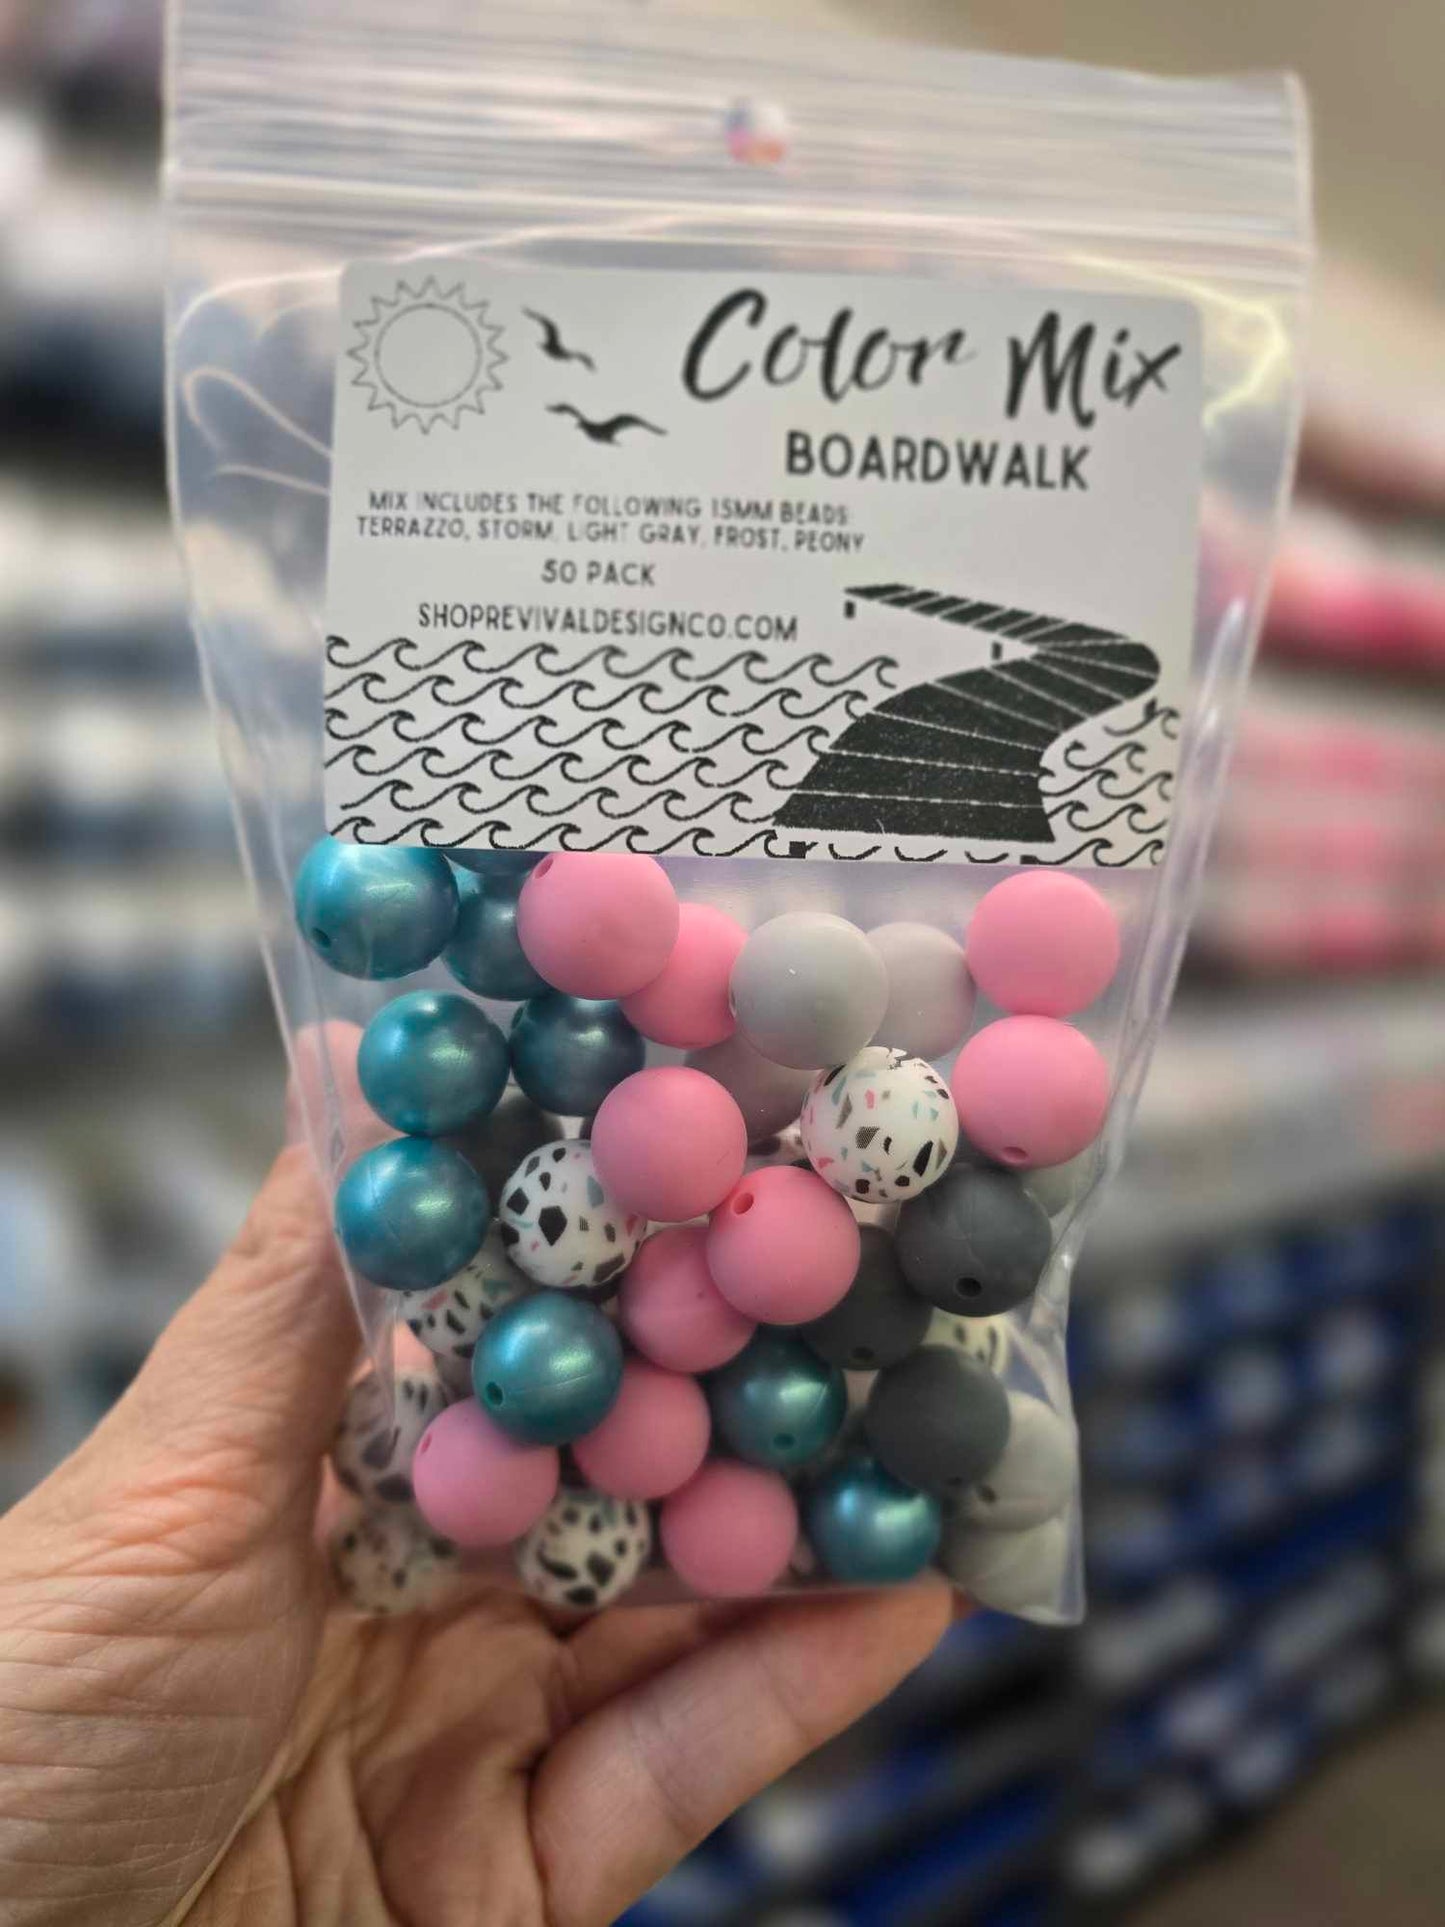 Color Mix
BOARDWALK
MIX INCLUDES THE FOLLOWING 15MM BEADS
TERRAZZO, STORM, LIGHT GRAY, FROST, PEONY
50 PACK
SHOPREVIVALDESIGNCO.COM